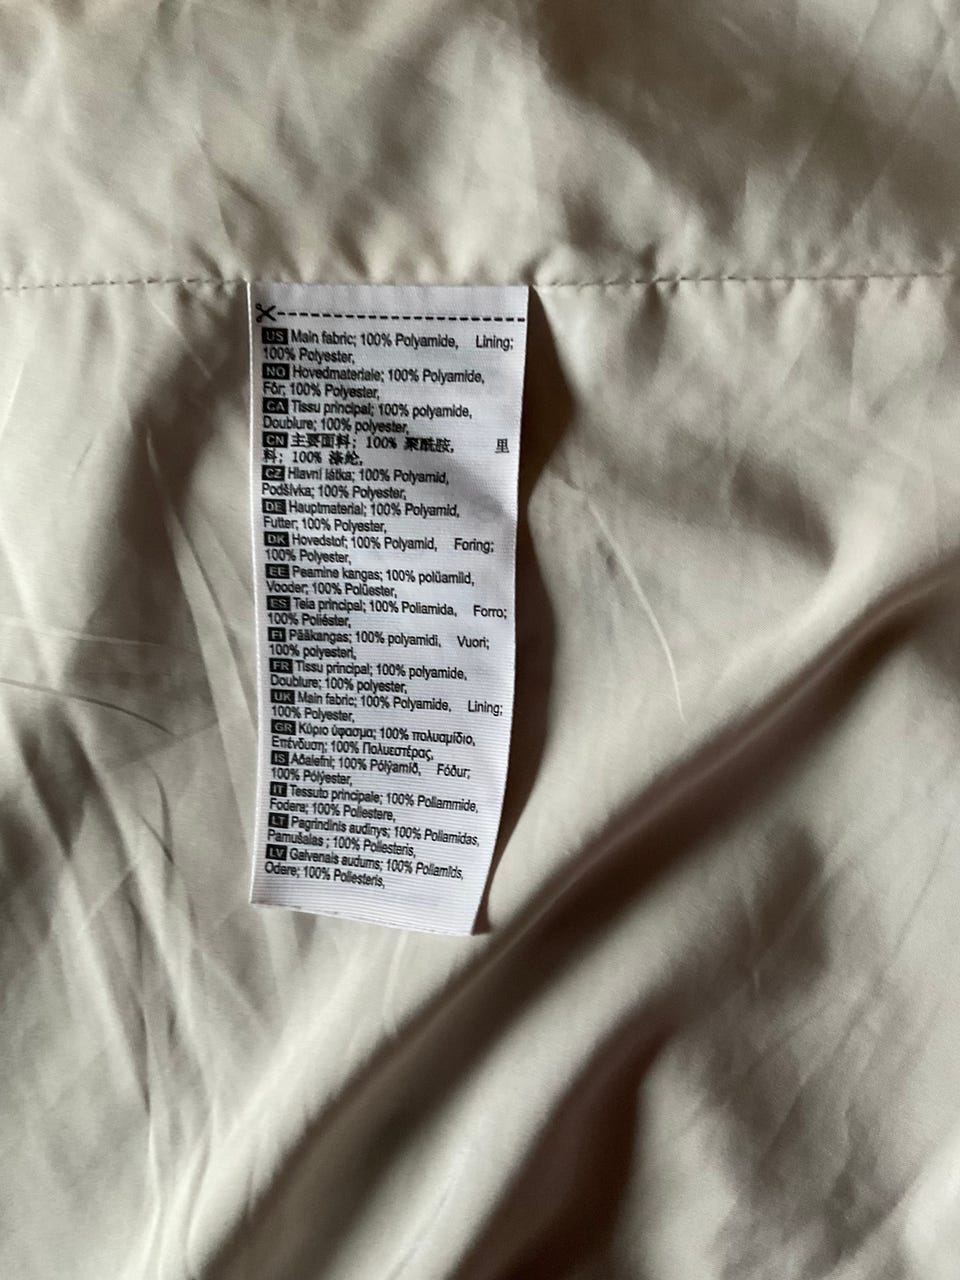 US Main fabric; 100% Polyamide, Lining;
100% Polyester,
NO Hovedmateriale; 100% Polyamide,
Fôr; 100% Polyester,
CA Tissu principal; 100% polyamide,
Doublure; 100% polyester,
CN 主要面料; 100% 聚酰胺, 里
料; 100% 涤纶,
CZ Hlavní látka; 100% Polyamid,
Podšívka; 100% Polyester,
DE Hauptmaterial; 100% Polyamid,
Futter; 100% Polyester,
DK Hovedstof; 100% Polyamid, Foring;
100% Polyester,
EE Peamine kangas; 100% polüamiid,
Vooder; 100% Polüester,
ES Tela principal; 100% Poliamida, Forro;
100% Poliéster,
FI Pääkangas; 100% polyamidi, Vuori;
100% polyesteri,
FR Tissu principal; 100% polyamide,
Doublure; 100% polyester,
UK Main fabric; 100% Polyamide, Lining;
100% Polyester,
GR Κύριο ύφασμα; 100% πολυαμίδιο,
Επένδυση; 100% Πολυεστέρας,
IS Aðalefni; 100% Pólýamíð, Fóður;
100% Pólýester,
IT Tessuto principale; 100% Poliammide,
Fodera; 100% Poliestere,
LT Pagrindinis audinys; 100% Poliamidas,
Pamušalas ; 100% Poliesteris,
LV Galvenais audums; 100% Poliamīds,
Odere; 100% Poliesteris,